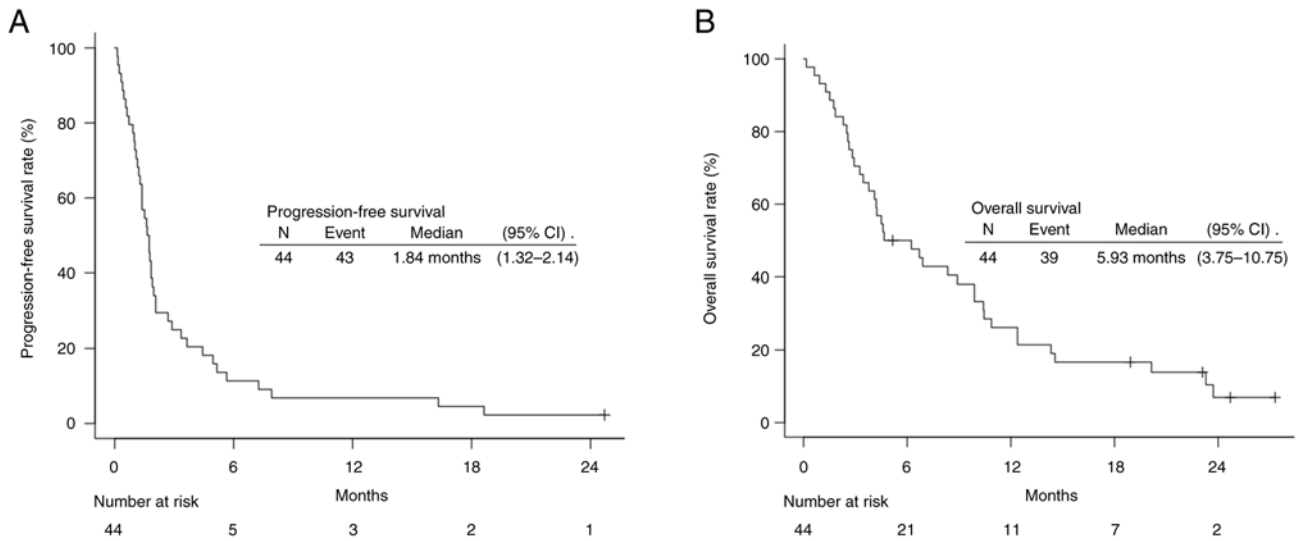 A
Progression-free survival rate (%)
100
80
60
40
20
0
Progression-free survival
N Event Median (95% CI) .
44 43 1.84 months (1.32–2.14)
0 6 12 18 24
Number at risk
Months
44 5 3 2 1
B
Overall survival rate (%)
100
80
60
40
20
0
Overall survival
N Event Median (95% CI) .
44 39 5.93 months (3.75–10.75)
0 6 12 18 24
Number at risk
Months
44 21 11 7 2